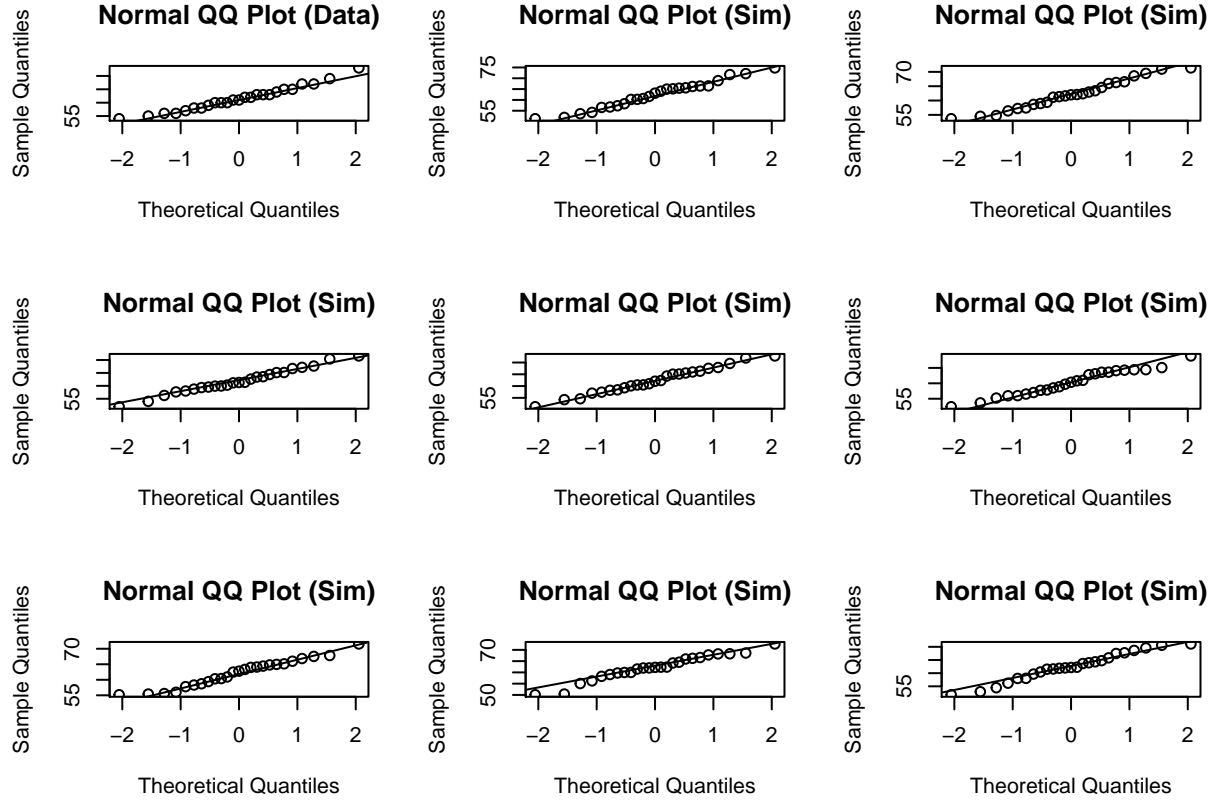 Normal QQ Plot (Data)
Sample Quantiles
55
−2 −1 0 1 2
Theoretical Quantiles
Normal QQ Plot (Sim)
Sample Quantiles
75
55
−2 −1 0 1 2
Theoretical Quantiles
Normal QQ Plot (Sim)
Sample Quantiles
70
55
−2 −1 0 1 2
Theoretical Quantiles
Normal QQ Plot (Sim)
Sample Quantiles
55
−2 −1 0 1 2
Theoretical Quantiles
Normal QQ Plot (Sim)
Sample Quantiles
55
−2 −1 0 1 2
Theoretical Quantiles
Normal QQ Plot (Sim)
Sample Quantiles
55
−2 −1 0 1 2
Theoretical Quantiles
Normal QQ Plot (Sim)
Sample Quantiles
70
55
−2 −1 0 1 2
Theoretical Quantiles
Normal QQ Plot (Sim)
Sample Quantiles
70
50
−2 −1 0 1 2
Theoretical Quantiles
Normal QQ Plot (Sim)
Sample Quantiles
55
−2 −1 0 1 2
Theoretical Quantiles